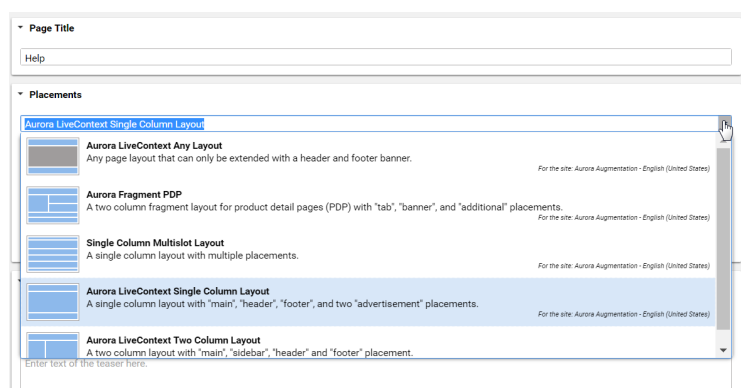 Page Title
Help
Placements
Aurora LiveContext Single Column Layout
Aurora LiveContext Any Layout
Any page layout that can only be extended with a header and footer banner.
For the site: Aurora Augmentation - English (United States)
Aurora Fragment PDP
A two column fragment layout for product detail pages (PDP) with "tab", "banner", and "additional" placements.
For the site: Aurora Augmentation - English (United States)
Single Column Multislot Layout
A single column layout with multiple placements.
For the site: Aurora Augmentation - English (United States)
Aurora LiveContext Single Column Layout
A single column layout with "main", "header", "footer", and two "advertisement" placements.
For the site: Aurora Augmentation - English (United States)
Aurora LiveContext Two Column Layout
A two column layout with "main", "sidebar", "header" and "footer" placement.
Enter text of the teaser here.